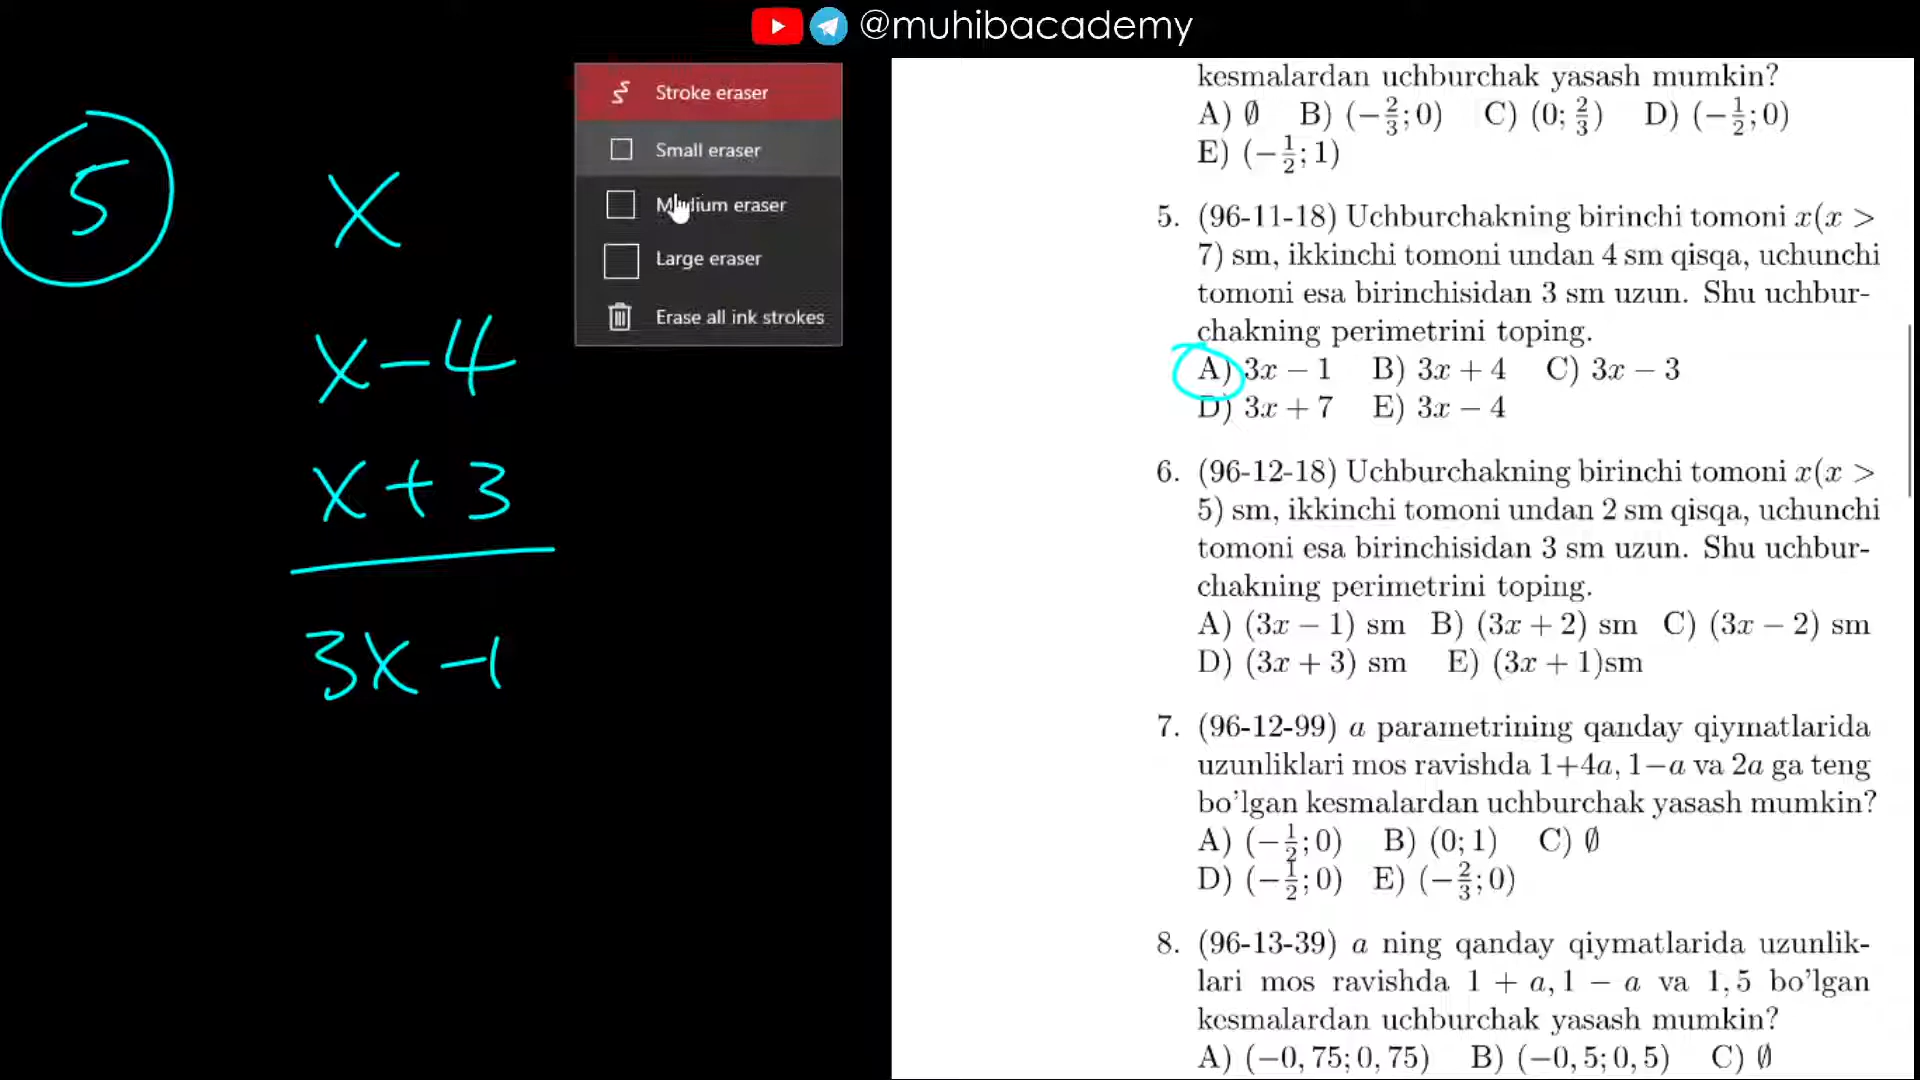 @muhibacademy
5
x
x - 4
x + 3
3x - 1
Stroke eraser
Small eraser
Medium eraser
Large eraser
Erase all ink strokes
kesmalardan uchburchak yasash mumkin?
A) ∅ B) (−2/3; 0) C) (0; 2/3) D) (−1/2; 0)
E) (−1/2; 1)
5. (96-11-18) Uchburchakning birinchi tomoni x(x >
7) sm, ikkinchi tomoni undan 4 sm qisqa, uchunchi
tomoni esa birinchisidan 3 sm uzun. Shu uchbur-
chakning perimetrini toping.
A) 3x − 1 B) 3x + 4 C) 3x − 3
D) 3x + 7 E) 3x − 4
6. (96-12-18) Uchburchakning birinchi tomoni x(x >
5) sm, ikkinchi tomoni undan 2 sm qisqa, uchunchi
tomoni esa birinchisidan 3 sm uzun. Shu uchbur-
chakning perimetrini toping.
A) (3x − 1) sm B) (3x + 2) sm C) (3x − 2) sm
D) (3x + 3) sm E) (3x + 1)sm
7. (96-12-99) a parametrining qanday qiymatlarida
uzunliklari mos ravishda 1+4a, 1−a va 2a ga teng
bo'lgan kesmalardan uchburchak yasash mumkin?
A) (−1/2; 0) B) (0; 1) C) ∅
D) (−1/2; 0) E) (−2/3; 0)
8. (96-13-39) a ning qanday qiymatlarida uzunlik-
lari mos ravishda 1 + a, 1 − a va 1, 5 bo'lgan
kesmalardan uchburchak yasash mumkin?
A) (−0, 75; 0, 75) B) (−0, 5; 0, 5) C) ∅